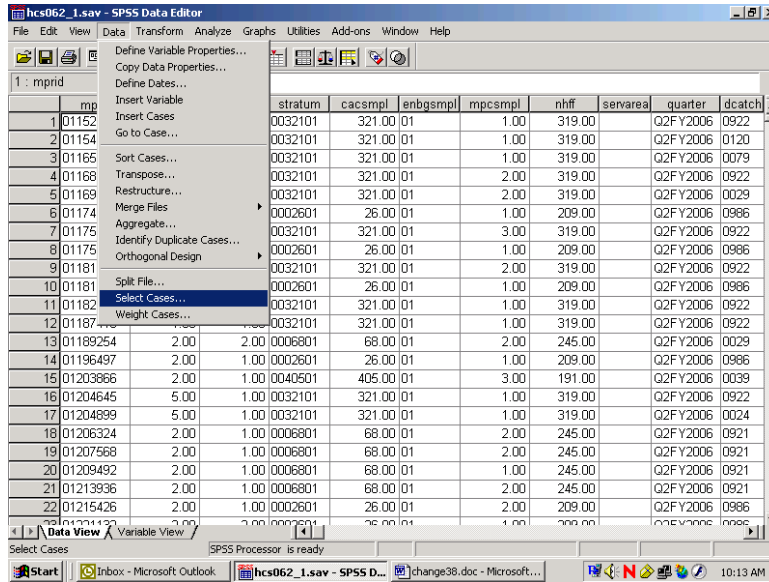 hcs062_1.sav - SPSS Data Editor
File Edit View Data Transform Analyze Graphs Utilities Add-ons Window Help
Define Variable Properties...
Copy Data Properties...
1 : mprid
Define Dates...
Insert Variable
Insert Cases
Go to Case...
Sort Cases...
Transpose...
Restructure...
Merge Files
Aggregate...
Identify Duplicate Cases...
Orthogonal Design
Split File...
Select Cases...
Weight Cases...
mp stratum cacsmpl enbgsmpl mpcsmpl nhff servarea quarter dcatch
1 01152 0032101 321.00 01 1.00 319.00 Q2FY2006 0922
2 01154 0032101 321.00 01 1.00 319.00 Q2FY2006 0120
3 01165 0032101 321.00 01 1.00 319.00 Q2FY2006 0079
4 01168 0032101 321.00 01 2.00 319.00 Q2FY2006 0922
5 01169 0032101 321.00 01 2.00 319.00 Q2FY2006 0029
6 01174 0002601 26.00 01 1.00 209.00 Q2FY2006 0986
7 01175 0032101 321.00 01 3.00 319.00 Q2FY2006 0922
8 01175 0002601 26.00 01 1.00 209.00 Q2FY2006 0986
9 01181 0032101 321.00 01 2.00 319.00 Q2FY2006 0922
10 01181 0002601 26.00 01 1.00 209.00 Q2FY2006 0986
11 01182 0032101 321.00 01 1.00 319.00 Q2FY2006 0922
12 01187 0032101 321.00 01 1.00 319.00 Q2FY2006 0922
13 01189254 2.00 2.00 0006801 68.00 01 2.00 245.00 Q2FY2006 0029
14 01196497 2.00 1.00 0002601 26.00 01 1.00 209.00 Q2FY2006 0986
15 01203866 2.00 1.00 0040501 405.00 01 3.00 191.00 Q2FY2006 0039
16 01204645 5.00 1.00 0032101 321.00 01 1.00 319.00 Q2FY2006 0922
17 01204899 5.00 1.00 0032101 321.00 01 1.00 319.00 Q2FY2006 0024
18 01206324 2.00 1.00 0006801 68.00 01 2.00 245.00 Q2FY2006 0921
19 01207568 2.00 1.00 0006801 68.00 01 2.00 245.00 Q2FY2006 0921
20 01209492 2.00 1.00 0006801 68.00 01 1.00 245.00 Q2FY2006 0921
21 01213936 2.00 1.00 0006801 68.00 01 2.00 245.00 Q2FY2006 0921
22 01215426 2.00 1.00 0002601 26.00 01 2.00 209.00 Q2FY2006 0986
Data View Variable View
Select Cases SPSS Processor is ready
Start Inbox - Microsoft Outlook hcs062_1.sav - SPSS D... change38.doc - Microsoft... 10:13 AM